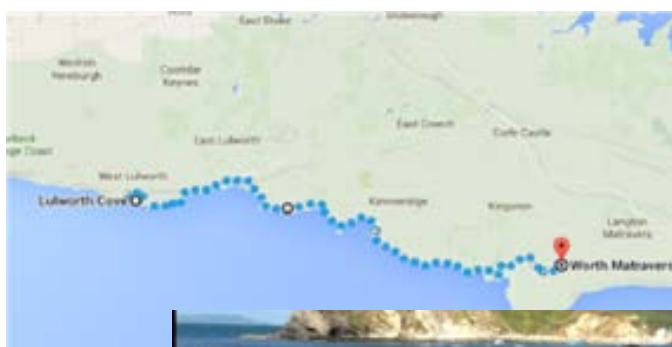 East Stoke
Coombe
Keynes
East Lulworth
East Creech
Corfe Castle
West Lulworth
Lulworth Cove
Kimmeridge
Kingston
Langton
Matravers
Worth Matravers